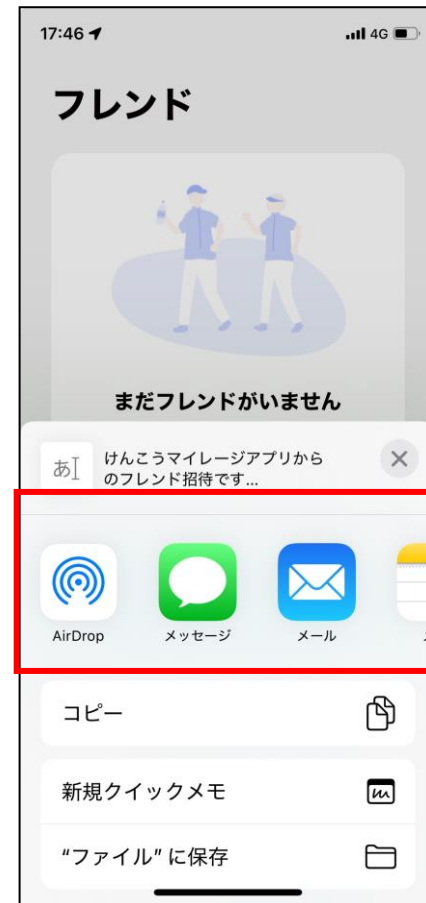 17:46
4G
フレンド
まだフレンドがいません
あ
けんこうマイレージアプリから
のフレンド招待です...
AirDrop
メッセージ
メール
コピー
新規クイックメモ
“ファイル” に保存